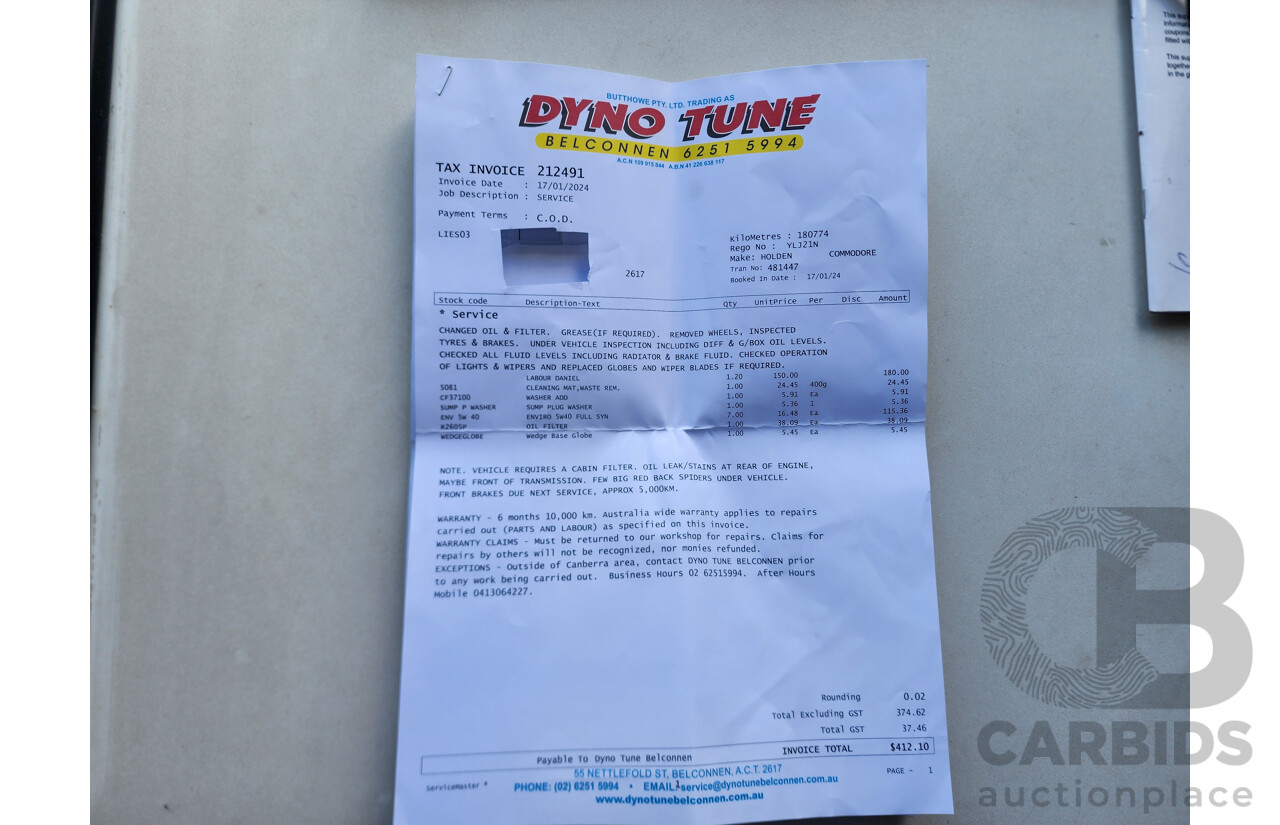 BUTTHOWE PTY. LTD. TRADING AS
DYNO TUNE
BELCONNEN 6251 5994
A.C.N 109 915 844 A.B.N 41 226 638 117
TAX INVOICE 212491
Invoice Date : 17/01/2024
Job Description : SERVICE
Payment Terms : C.O.D.
LIES03
2617
KiloMetres : 180774
Rego No : YLJ21N
Make: HOLDEN COMMODORE
Tran No: 481447
Booked In Date : 17/01/24
Stock code Description-Text Qty UnitPrice Per Disc Amount
* Service
CHANGED OIL & FILTER. GREASE(IF REQUIRED). REMOVED WHEELS, INSPECTED
TYRES & BRAKES. UNDER VEHICLE INSPECTION INCLUDING DIFF & G/BOX OIL LEVELS.
CHECKED ALL FLUID LEVELS INCLUDING RADIATOR & BRAKE FLUID. CHECKED OPERATION
OF LIGHTS & WIPERS AND REPLACED GLOBES AND WIPER BLADES IF REQUIRED.
LABOUR DANIEL 1.20 150.00 180.00
5081 CLEANING MAT,WASTE REM. 1.00 24.45 400g 24.45
CF37100 WASHER ADD 1.00 5.91 Ea 5.91
SUMP P WASHER SUMP PLUG WASHER 1.00 5.36 1 5.36
ENV 5W 40 ENVIRO 5W40 FULL SYN 7.00 16.48 Ea 115.36
OIL FILTER 1.00 38.09 Ea 38.09
WEDGEGLOBE Wedge Base Globe 1.00 5.45 Ea 5.45
NOTE. VEHICLE REQUIRES A CABIN FILTER. OIL LEAK/STAINS AT REAR OF ENGINE,
MAYBE FRONT OF TRANSMISSION. FEW BIG RED BACK SPIDERS UNDER VEHICLE.
FRONT BRAKES DUE NEXT SERVICE, APPROX 5,000KM.
WARRANTY - 6 months 10,000 km. Australia wide warranty applies to repairs
carried out (PARTS AND LABOUR) as specified on this invoice.
WARRANTY CLAIMS - Must be returned to our workshop for repairs. Claims for
repairs by others will not be recognized, nor monies refunded.
EXCEPTIONS - Outside of Canberra area, contact DYNO TUNE BELCONNEN prior
to any work being carried out. Business Hours 02 62515994. After Hours
Mobile 0413064227.
Rounding 0.02
Total Excluding GST 374.62
Total GST 37.46
INVOICE TOTAL $412.10
Payable To Dyno Tune Belconnen
Servicemaster *
55 NETTLEFOLD ST, BELCONNEN, A.C.T. 2617
PAGE - 1
PHONE: (02) 6251 5994 • EMAIL: service@dynotunebelconnen.com.au
www.dynotunebelconnen.com.au
This
coupons
fitted
This
in the
CB
CARBIDS
auctionplace